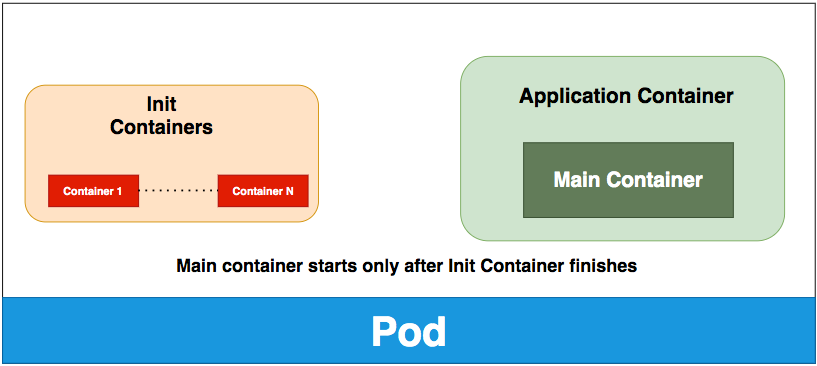 Init
Containers
Container 1
Container N
Application Container
Main Container
Main container starts only after Init Container finishes
Pod